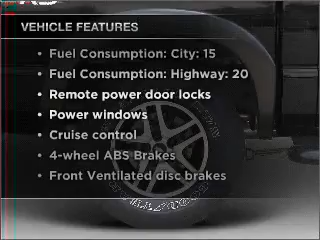 VEHICLE FEATURES
• Fuel Consumption: City: 15
• Fuel Consumption: Highway: 20
• Remote power door locks
• Power windows
• Cruise control
• 4-wheel ABS Brakes
• Front Ventilated disc brakes